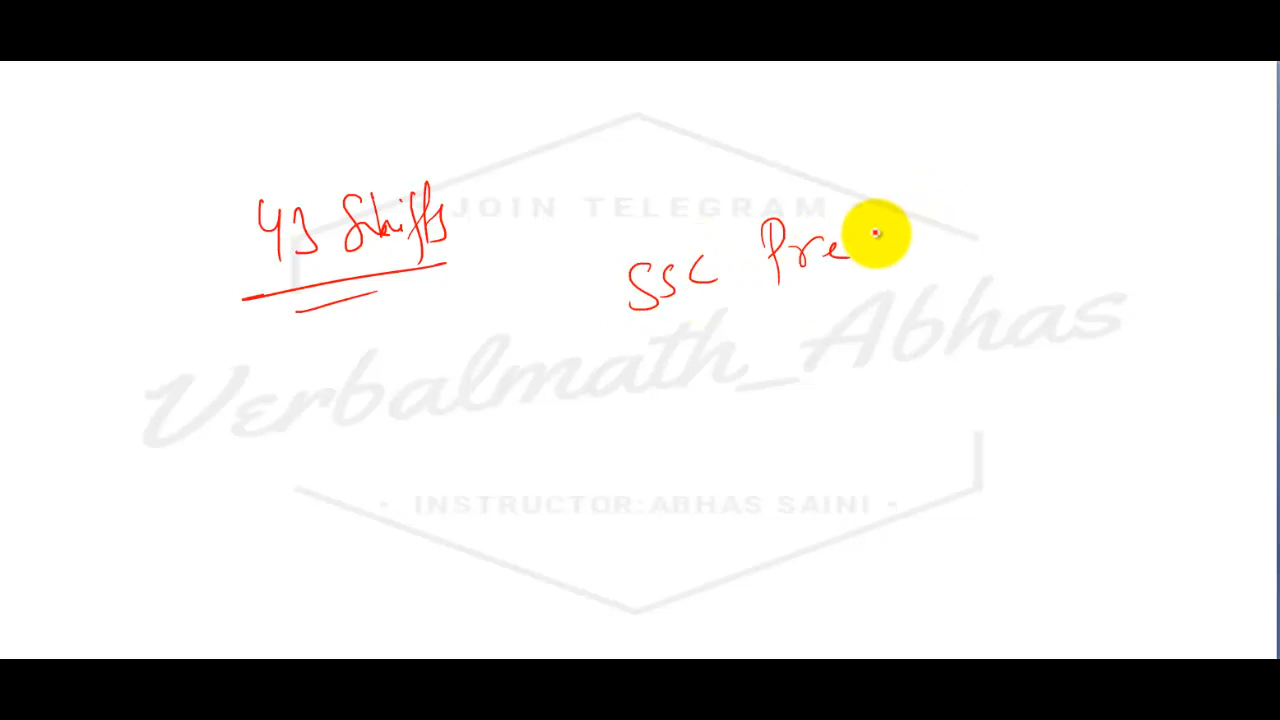 43 Shifts
JOIN TELEGRAM
SSC Pre
Verbalmath_Abhas
- INSTRUCTOR:ABHAS SAINI -